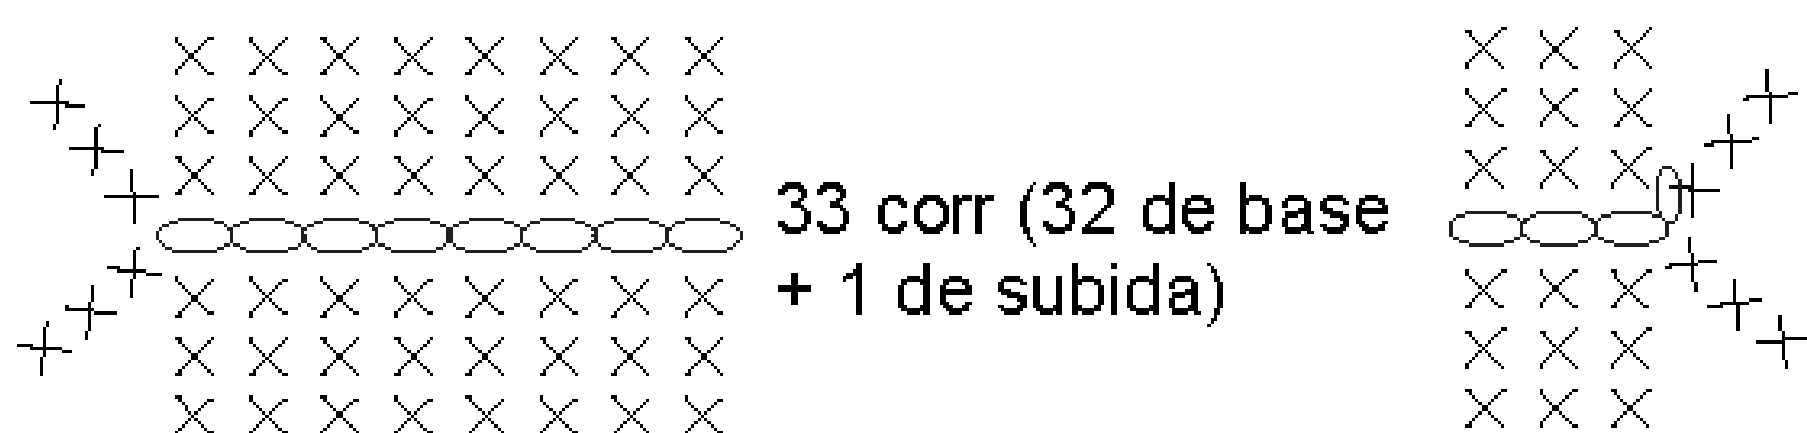 33 corr (32 de base
+ 1 de subida)